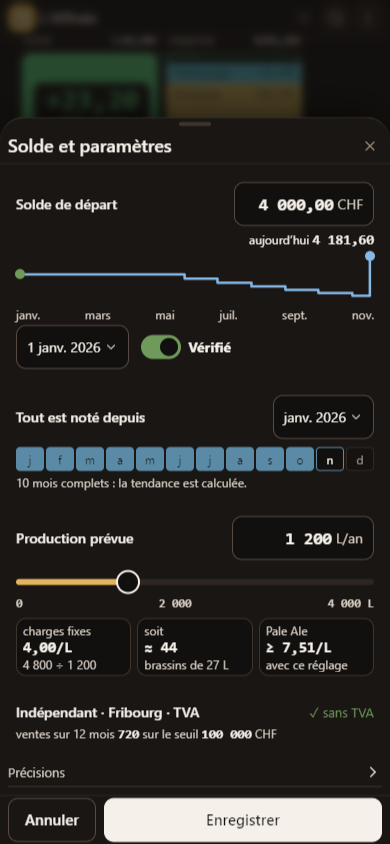 +21,20
Solde et paramètres ×
Solde de départ
4 000,00 CHF
aujourd'hui 4 181,60
janv. mars mai juil. sept. nov.
1 janv. 2026
Vérifié
Tout est noté depuis
janv. 2026
j f m a m j j a s o n d
10 mois complets : la tendance est calculée.
Production prévue
1 200 L/an
0 2 000 4 000 L
charges fixes
4,00/L
4 800 ÷ 1 200
soit
≈ 44
brassins de 27 L
Pale Ale
≥ 7,51/L
avec ce réglage
Indépendant · Fribourg · TVA
✓ sans TVA
ventes sur 12 mois 720 sur le seuil 100 000 CHF
Précisions
Annuler
Enregistrer